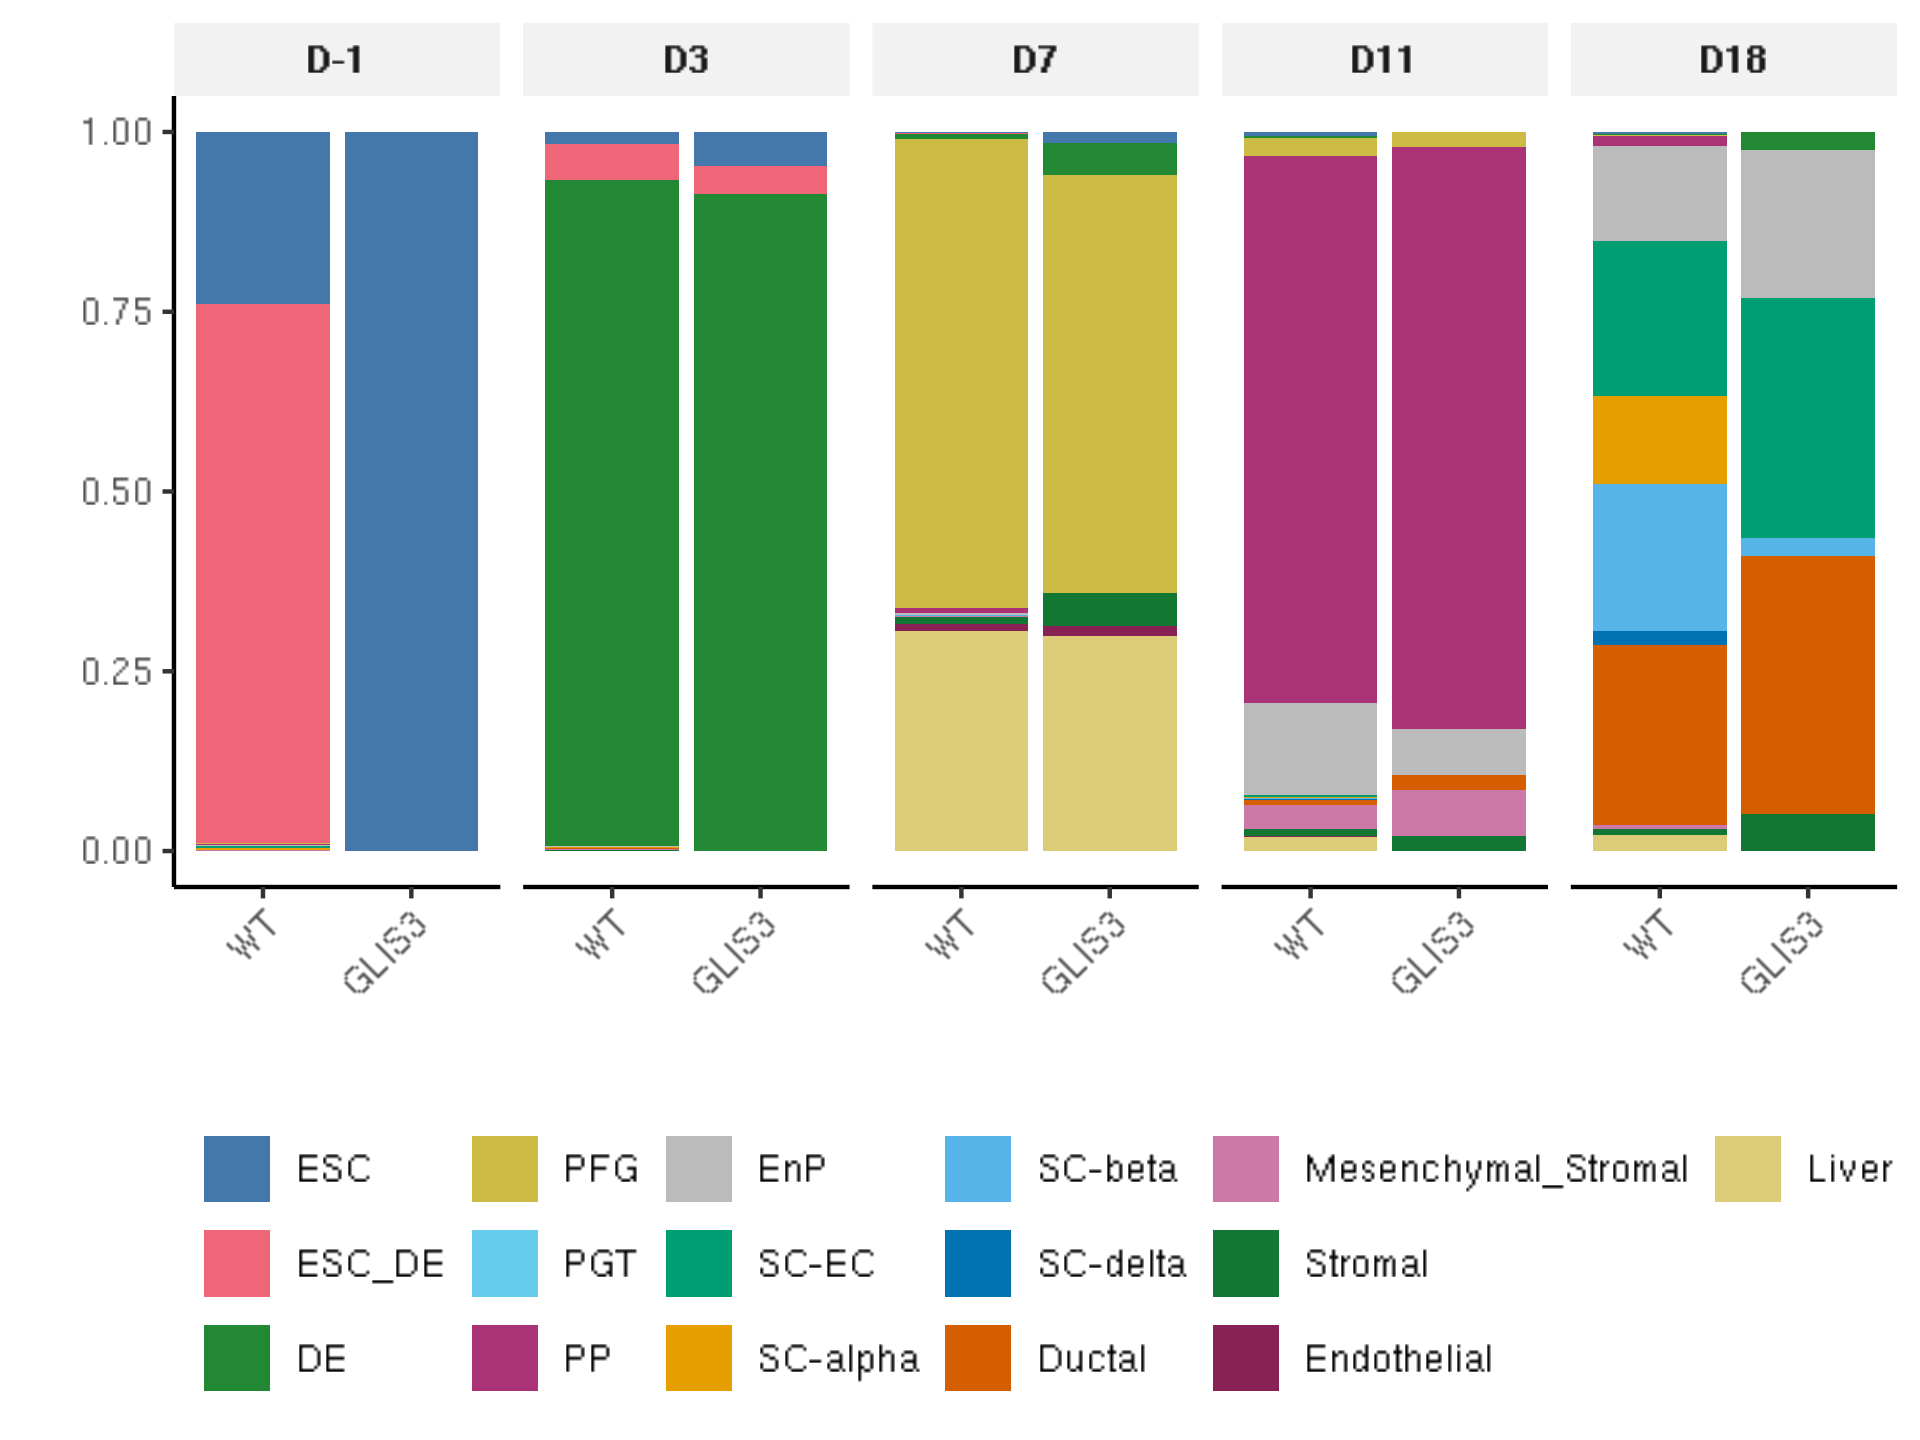 D-1 D3 D7 D11 D18
1.00
0.75
0.50
0.25
0.00
WT GLIS3 WT GLIS3 WT GLIS3 WT GLIS3 WT GLIS3
ESC PFG EnP SC-beta Mesenchymal_Stromal Liver
ESC_DE PGT SC-EC SC-delta Stromal
DE PP SC-alpha Ductal Endothelial